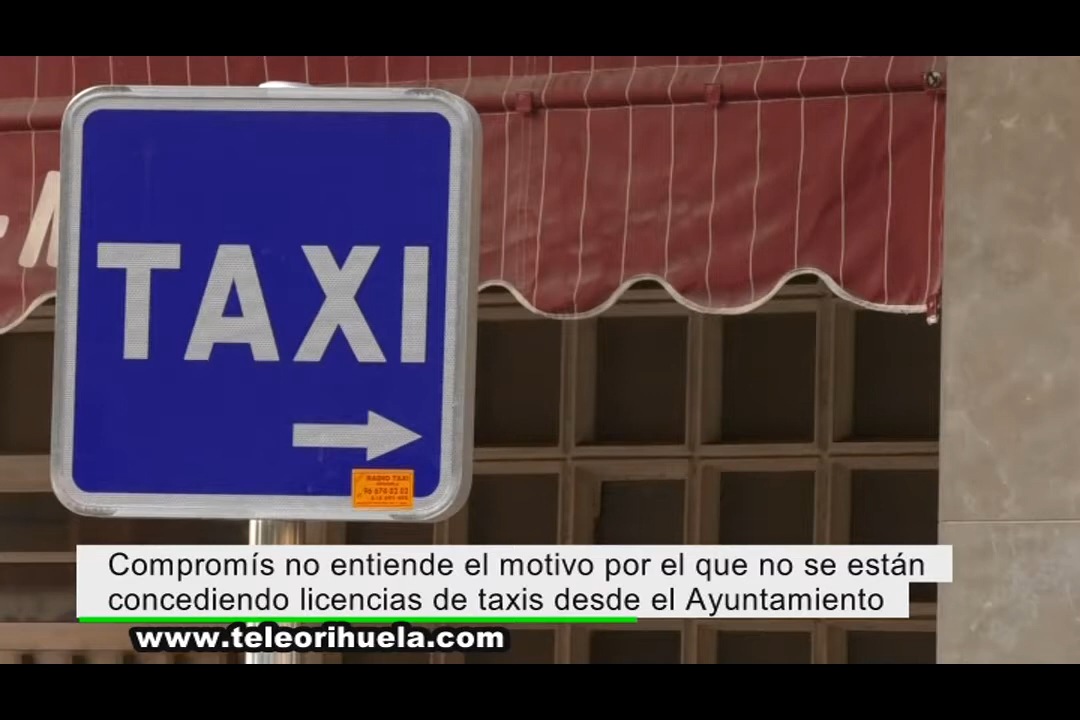 TAXI
RADIO TAXI
Compromís no entiende el motivo por el que no se están
concediendo licencias de taxis desde el Ayuntamiento
www.teleorihuela.com